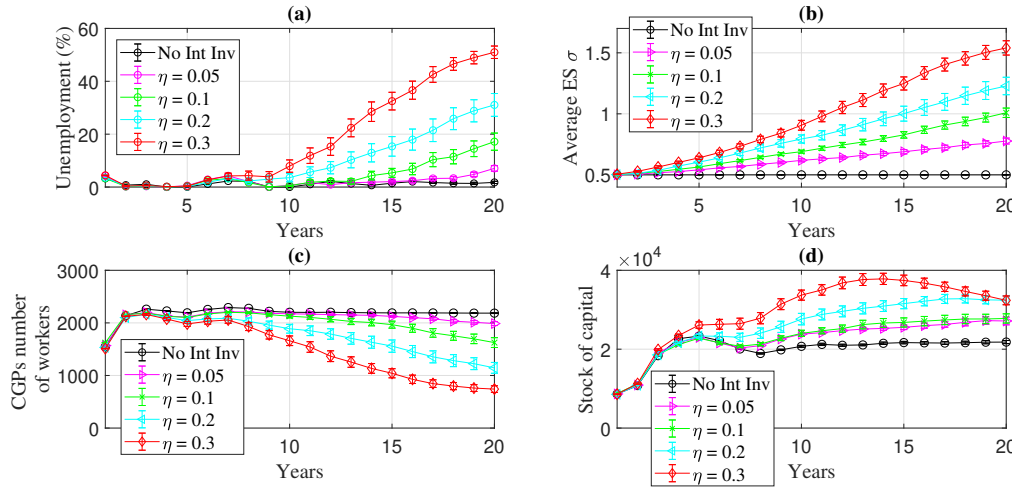 (a)
Unemployment (%)
60
40
20
0
5
10
15
20
Years
No Int Inv
η = 0.05
η = 0.1
η = 0.2
η = 0.3
(b)
Average ES σ
1.5
1
0.5
5
10
15
20
Years
No Int Inv
η = 0.05
η = 0.1
η = 0.2
η = 0.3
(c)
CGPs number
of workers
3000
2000
1000
0
5
10
15
20
Years
No Int Inv
η = 0.05
η = 0.1
η = 0.2
η = 0.3
(d)
×10⁴
Stock of capital
4
2
0
5
10
15
20
Years
No Int Inv
η = 0.05
η = 0.1
η = 0.2
η = 0.3